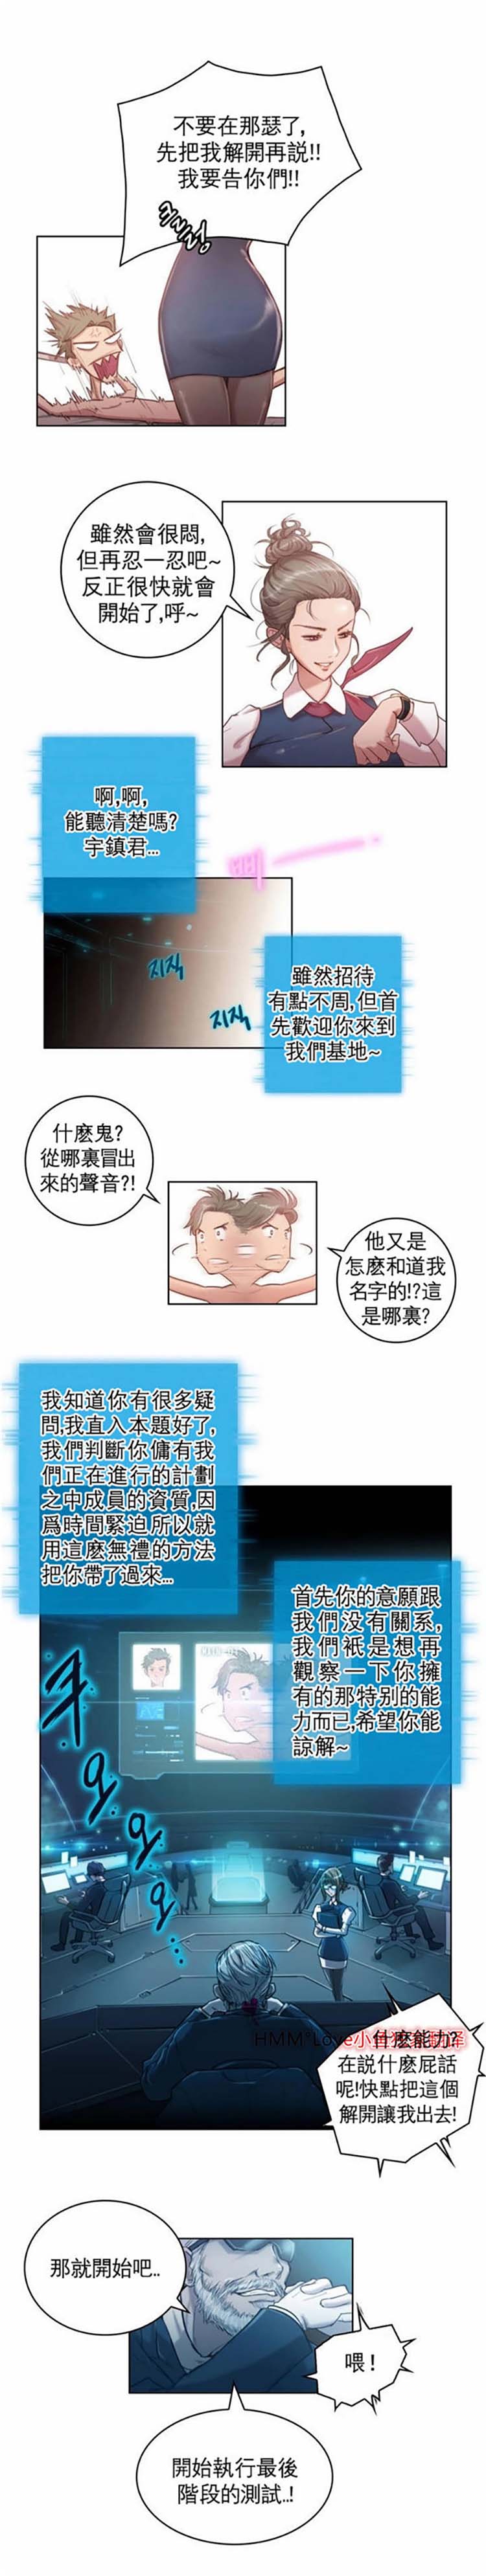 不要在那瑟了,
先把我解開再説!!
我要告你們!!
雖然會很悶,
但再忍一忍吧~
反正很快就會
開始了,呼~
啊,啊,
能聽清楚嗎?
宇鎮君...
삐
지직
지직
雖然招待
有點不周,但首
先歡迎你來到
我們基地~
什麽鬼?
從哪裏冒出
來的聲音?!
他又是
怎麽和道我
名字的!?這
是哪裏?
我知道你有很多疑
問,我直入本題好了,
我們判斷你傭有我
們正在進行的計劃
之中成員的資質,因
爲時間緊迫所以就
用這麽無禮的方法
把你帶了過來...
首先你的意願跟
我們没有關系,
我們衹是想再
觀察一下你擁
有的那特别的能
力而已,希望你能
諒解~
什麽能力?
在説什麽屁話
呢!快點把這個
解開讓我出去!
那就開始吧..
喂!
開始執行最後
階段的測試..!